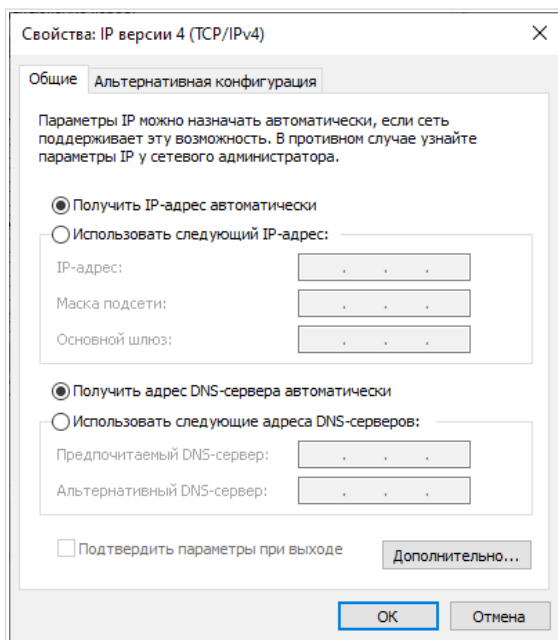 Свойства: IP версии 4 (TCP/IPv4)
Общие
Альтернативная конфигурация
Параметры IP можно назначать автоматически, если сеть
поддерживает эту возможность. В противном случае узнайте
параметры IP у сетевого администратора.
Получить IP-адрес автоматически
Использовать следующий IP-адрес:
IP-адрес:
Маска подсети:
Основной шлюз:
Получить адрес DNS-сервера автоматически
Использовать следующие адреса DNS-серверов:
Предпочитаемый DNS-сервер:
Альтернативный DNS-сервер:
Подтвердить параметры при выходе
Дополнительно...
ОК
Отмена